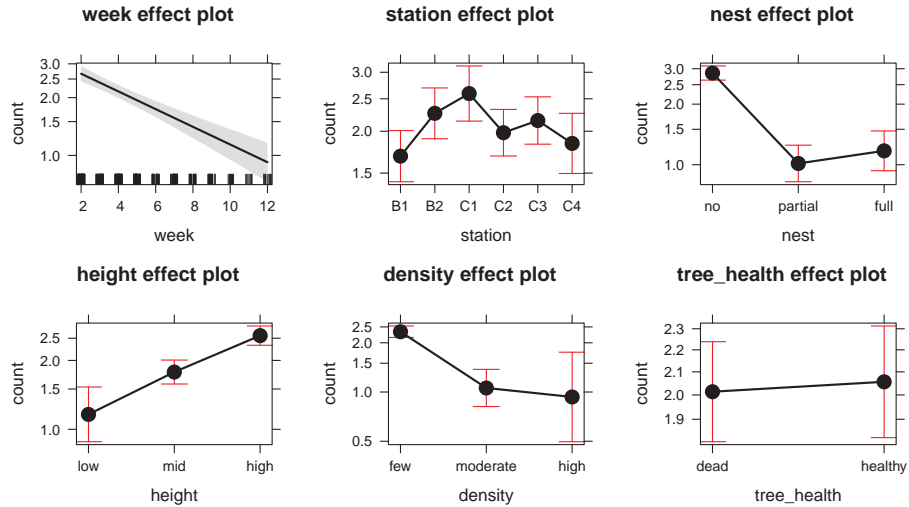 week effect plot
count
3.0
2.5
2.0
1.5
1.0
2 4 6 8 10 12
week
station effect plot
count
3.0
2.5
2.0
1.5
B1 B2 C1 C2 C3 C4
station
nest effect plot
count
3.0
2.5
2.0
1.5
1.0
no partial full
nest
height effect plot
count
2.5
2.0
1.5
1.0
low mid high
height
density effect plot
count
2.5
2.0
1.5
1.0
0.5
few moderate high
density
tree_health effect plot
count
2.3
2.2
2.1
2.0
1.9
dead healthy
tree_health